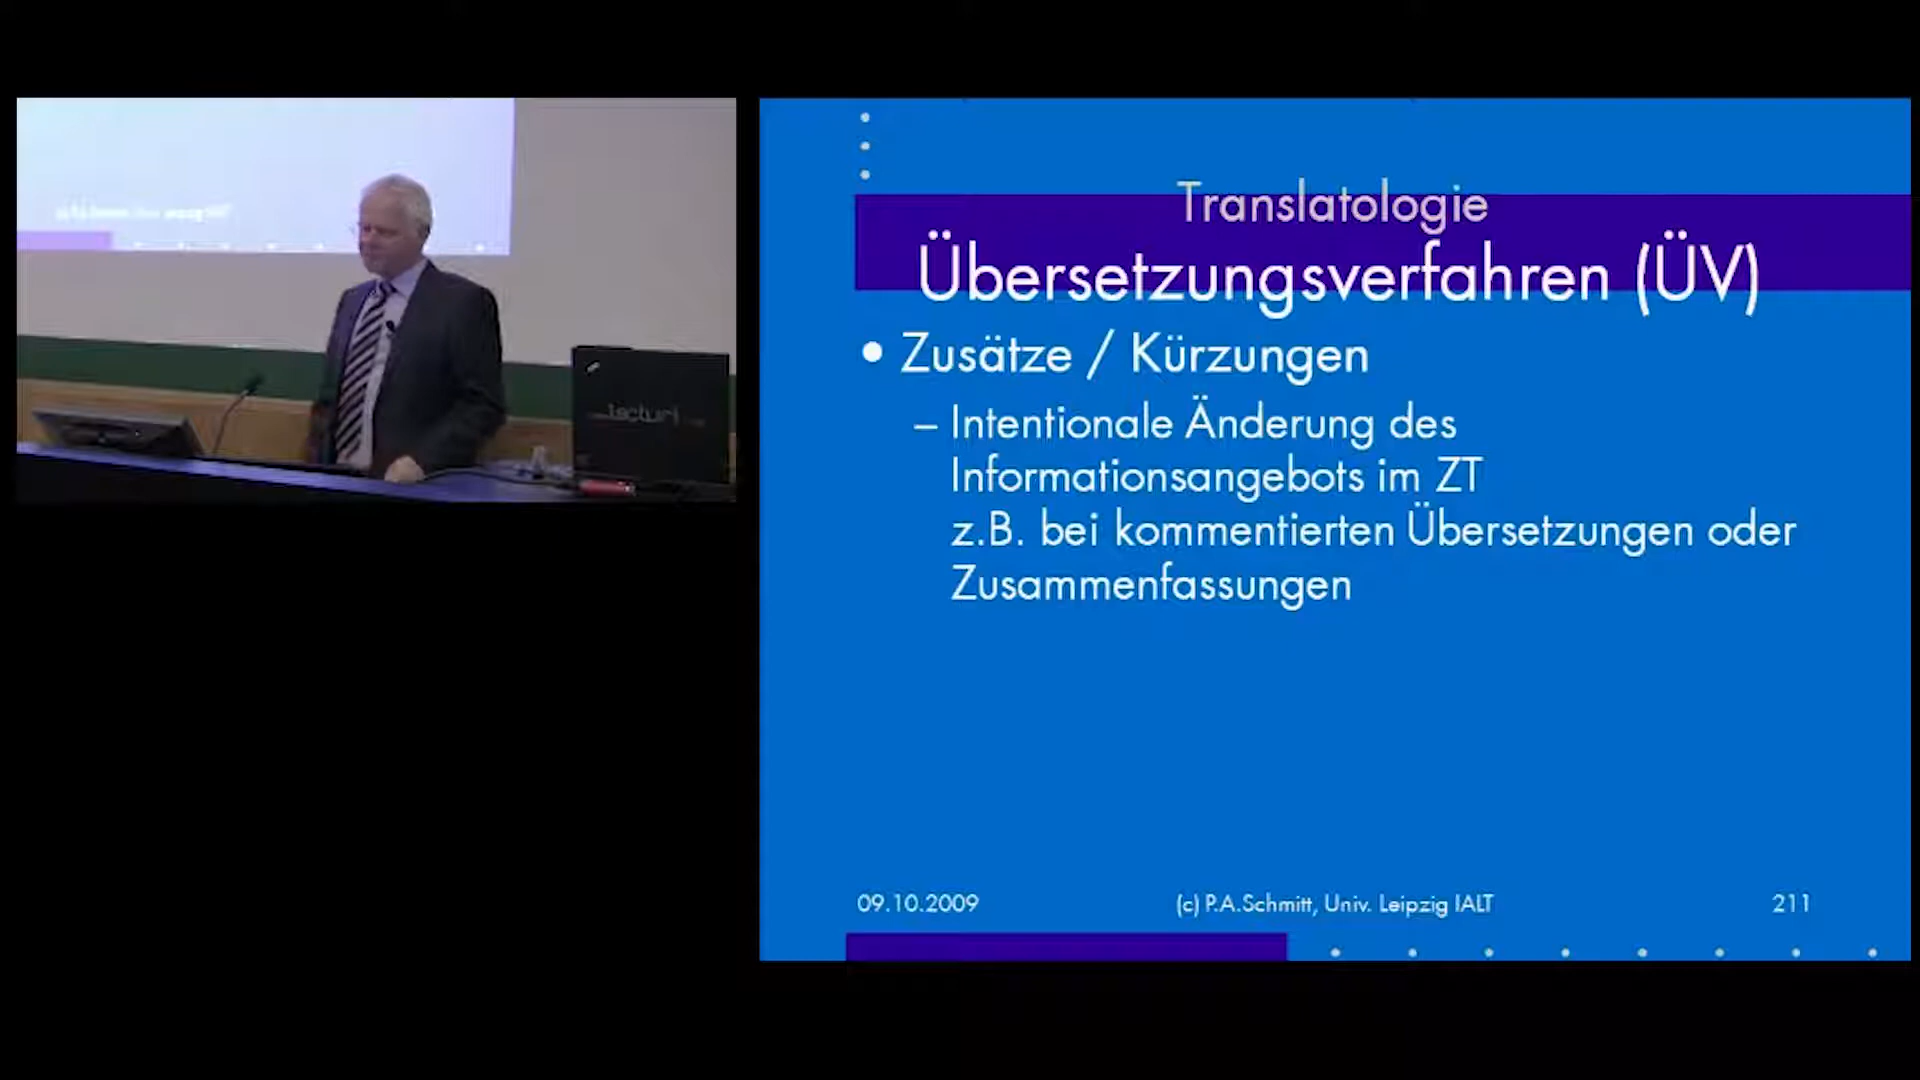 Translatologie
Übersetzungsverfahren (ÜV)
• Zusätze / Kürzungen
– Intentionale Änderung des
Informationsangebots im ZT
z.B. bei kommentierten Übersetzungen oder
Zusammenfassungen
09.10.2009 (c) P.A.Schmitt, Univ. Leipzig IALT 211